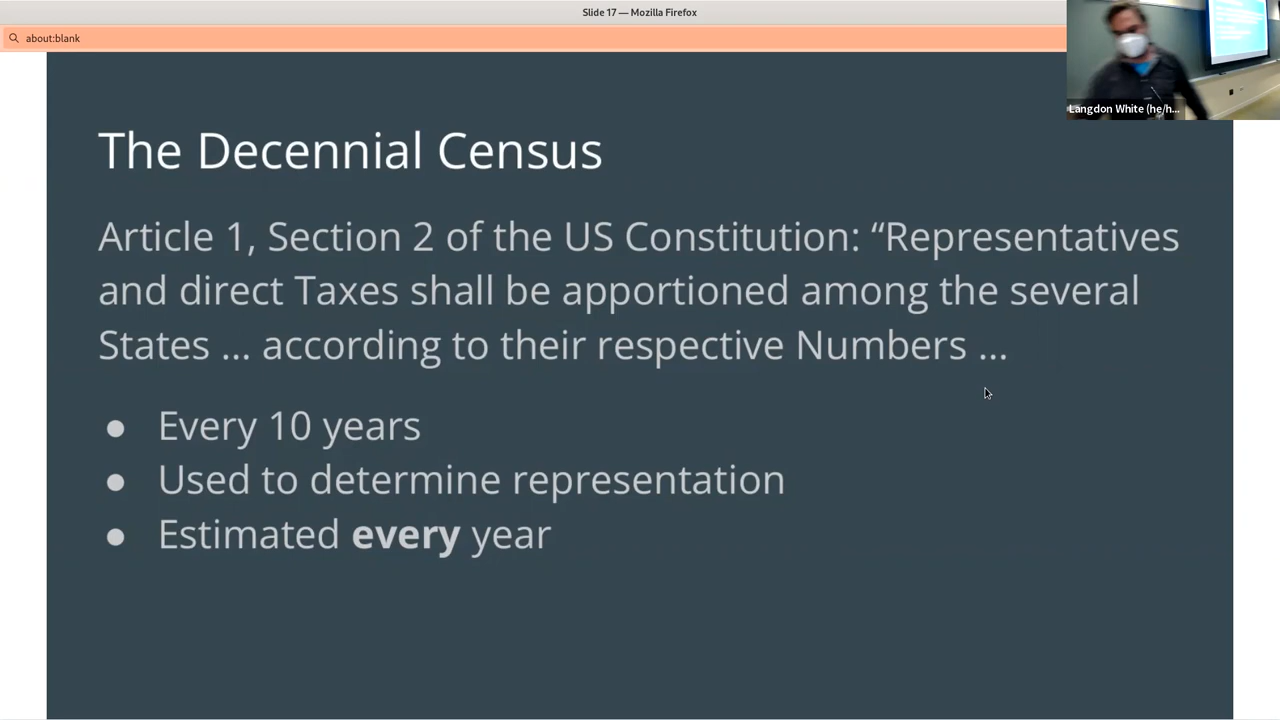 Slide 17 — Mozilla Firefox
about:blank
Langdon White (he/h...
The Decennial Census
Article 1, Section 2 of the US Constitution: “Representatives
and direct Taxes shall be apportioned among the several
States ... according to their respective Numbers ...
● Every 10 years
● Used to determine representation
● Estimated every year